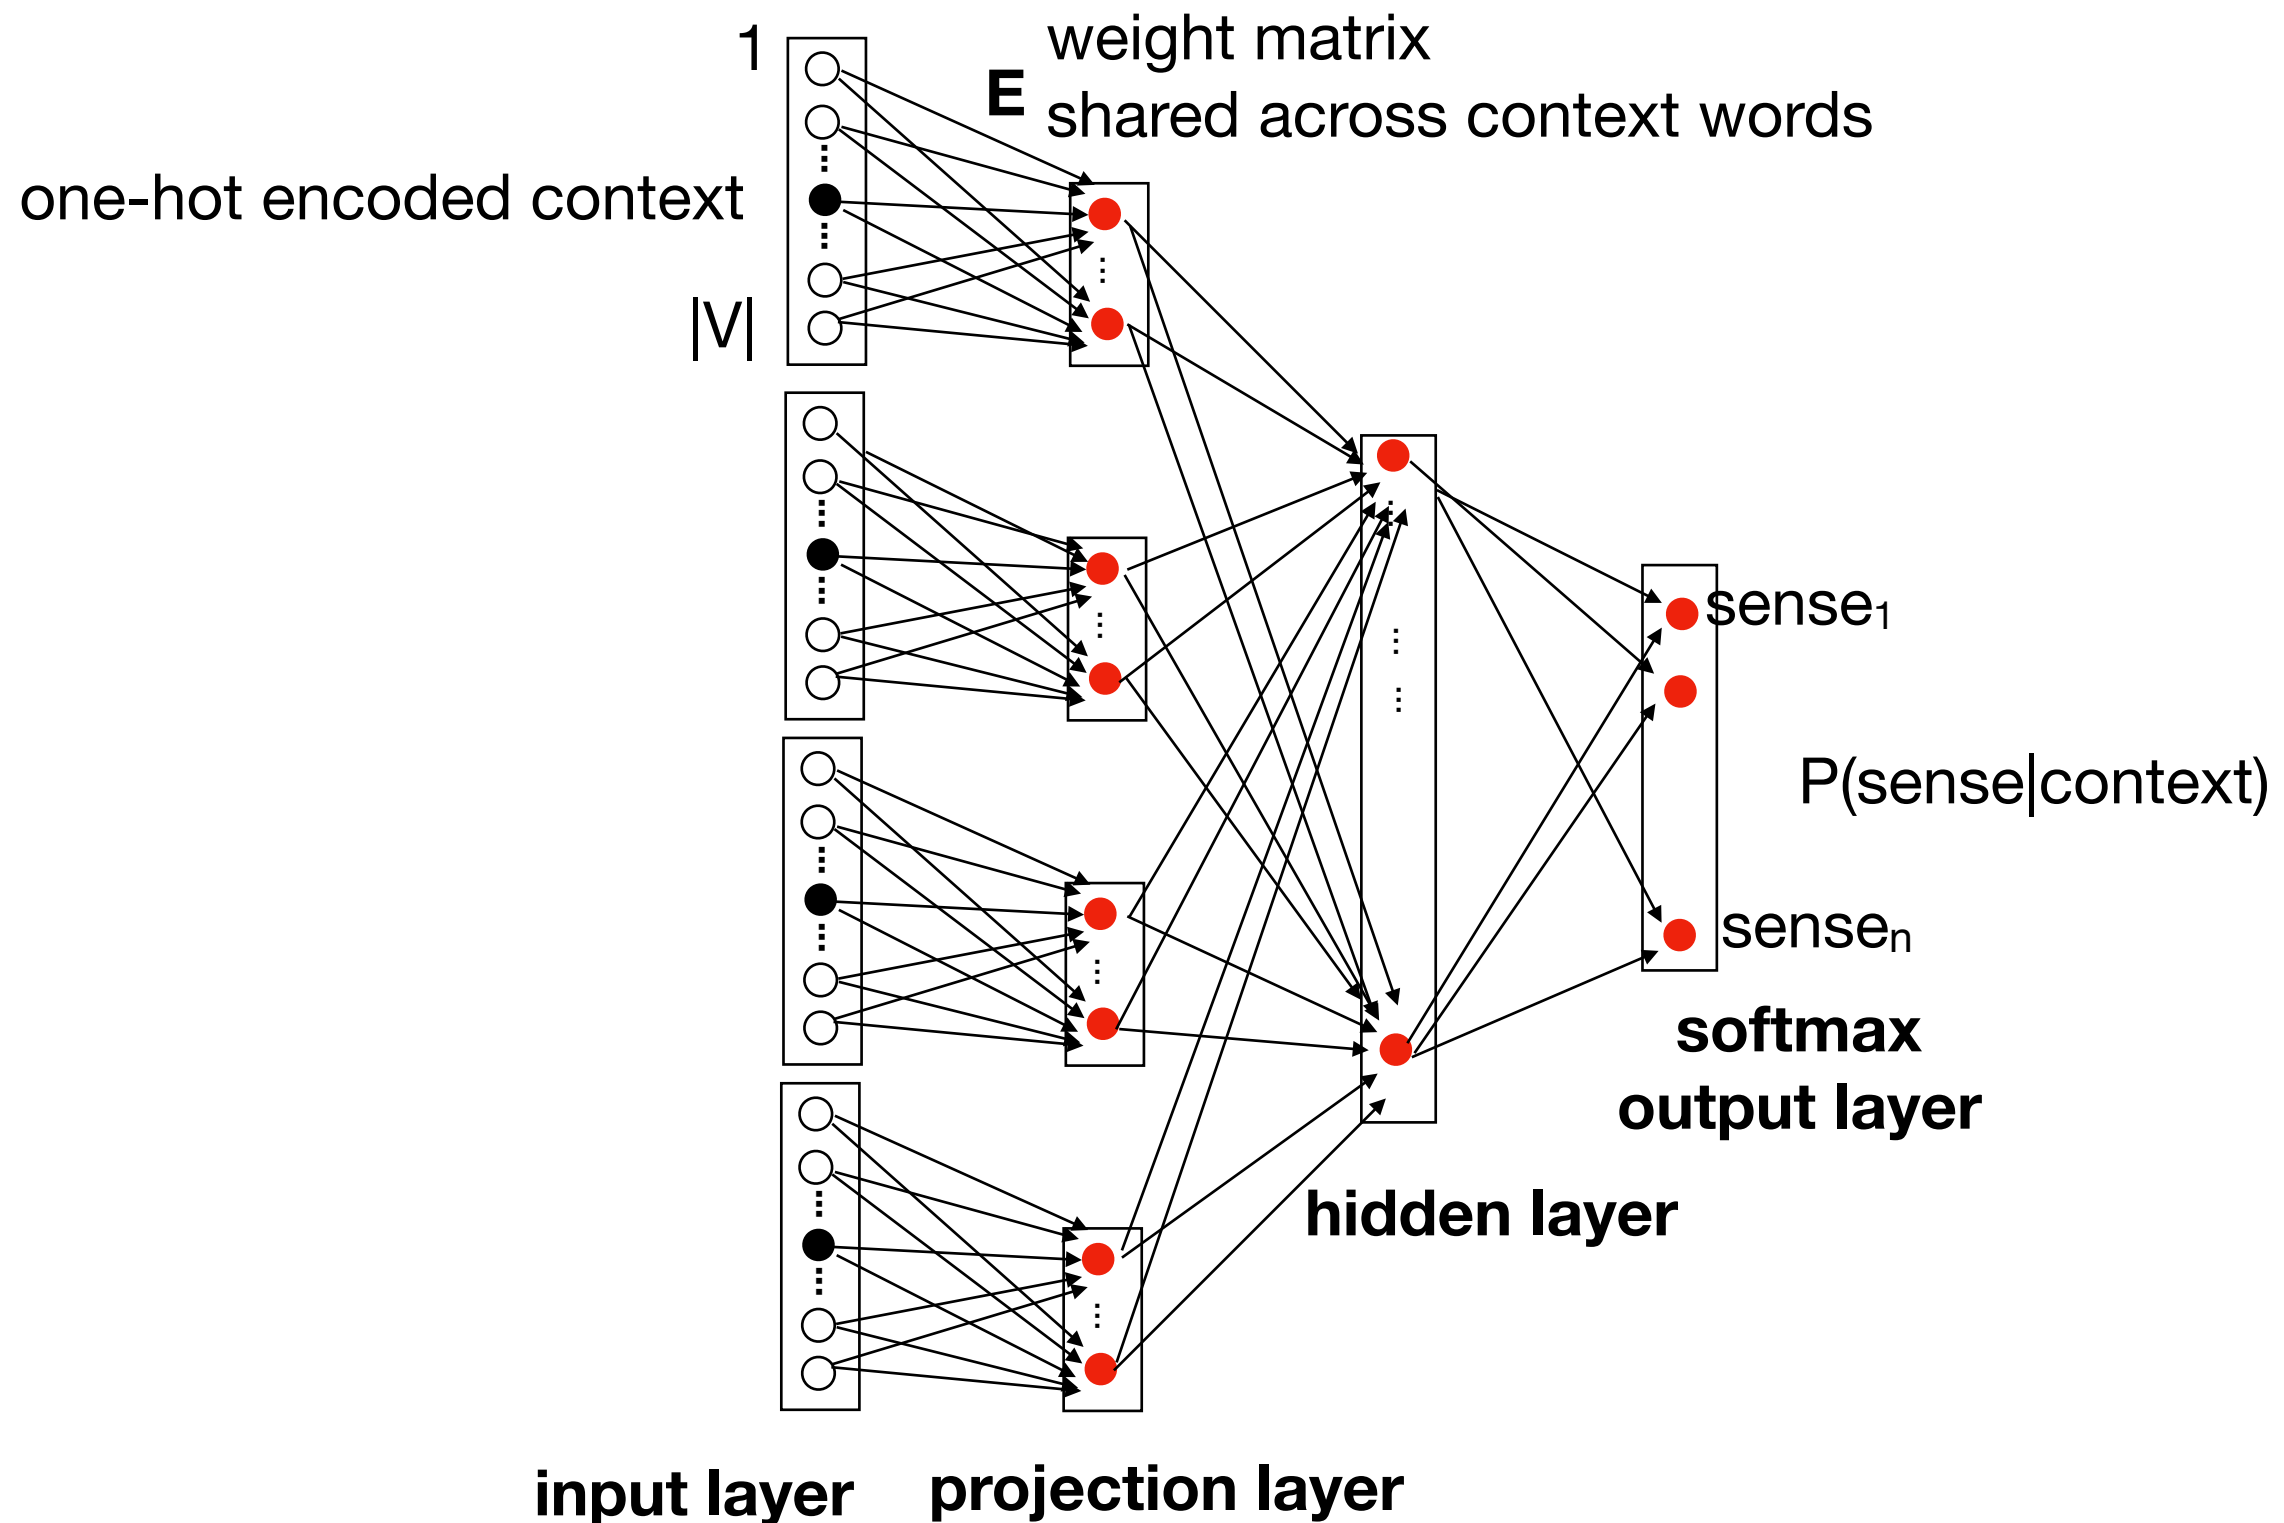 1
E
weight matrix
shared across context words
one-hot encoded context
|V|
sense₁
P(sense|context)
senseₙ
softmax
output layer
hidden layer
input layer
projection layer